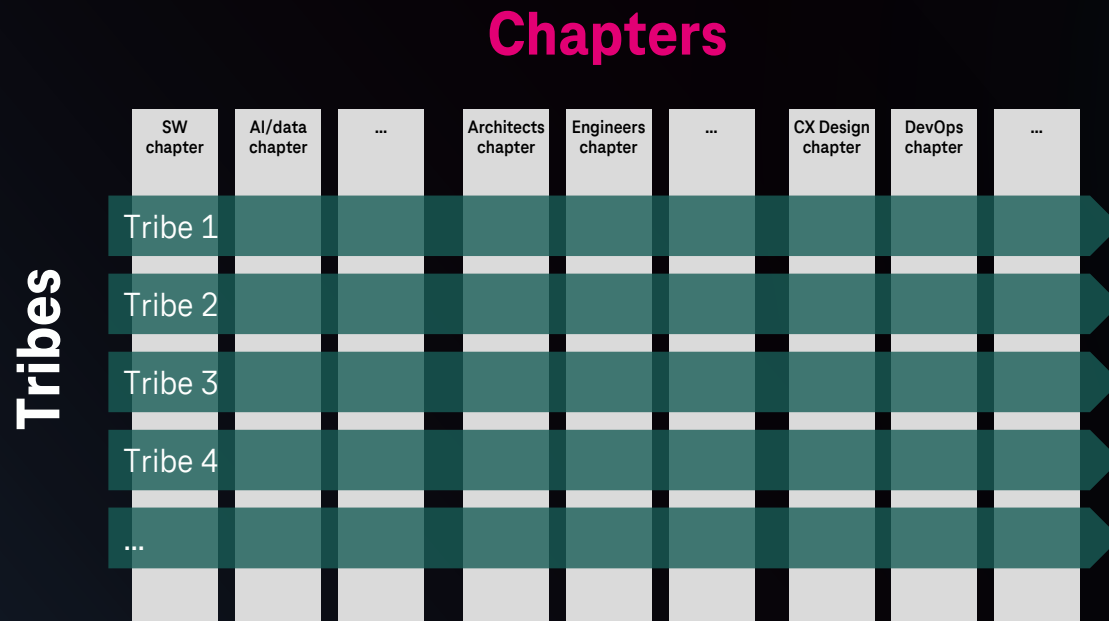 Chapters
SW
chapter
AI/data
chapter
...
Architects
chapter
Engineers
chapter
...
CX Design
chapter
DevOps
chapter
...
Tribes
Tribe 1
Tribe 2
Tribe 3
Tribe 4
...